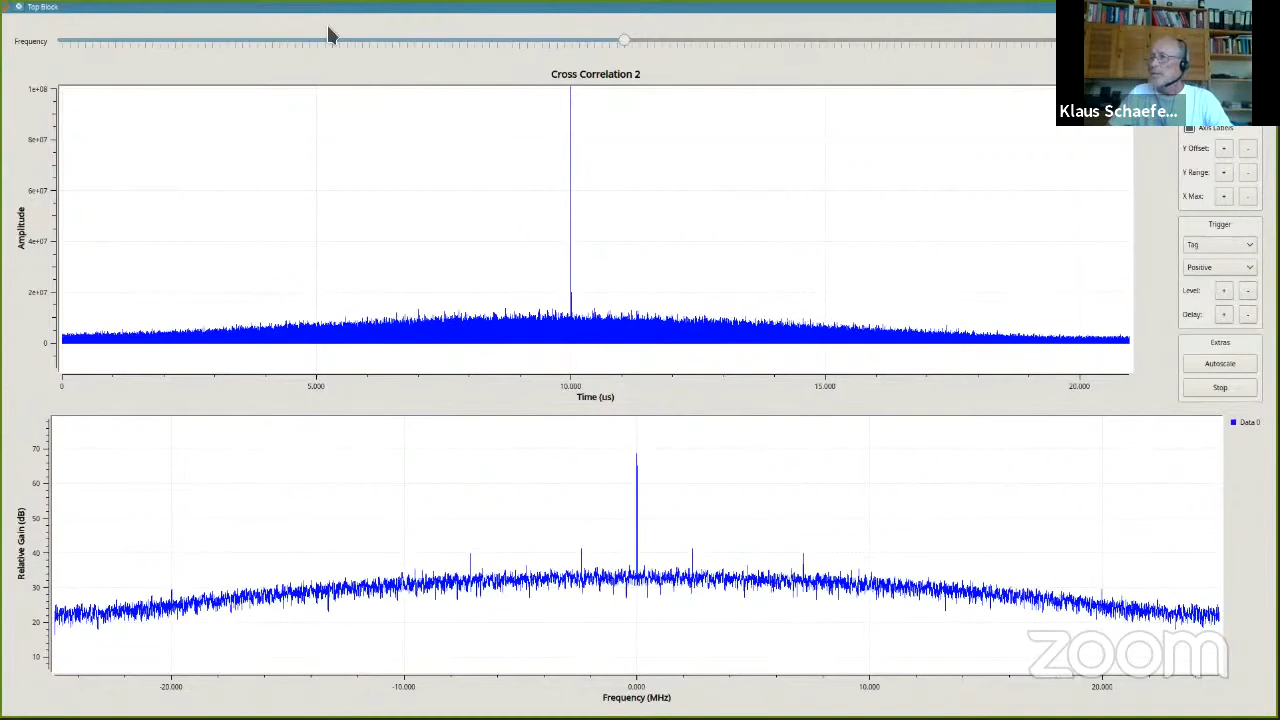 Top Block
Frequency
Klaus Schaefe...
Cross Correlation 2
Axis Labels
Y Offset: + -
Y Range: + -
X Max: + -
Trigger
Tag
Positive
Level: + -
Delay: + -
Extras
Autoscale
Stop
Amplitude
1e+08
8e+07
6e+07
4e+07
2e+07
0
0 5.000 10.000 15.000 20.000
Time (us)
Data 0
Relative Gain (dB)
70
60
50
40
30
20
10
-20.000 -10.000 0.000 10.000 20.000
Frequency (MHz)
zoom